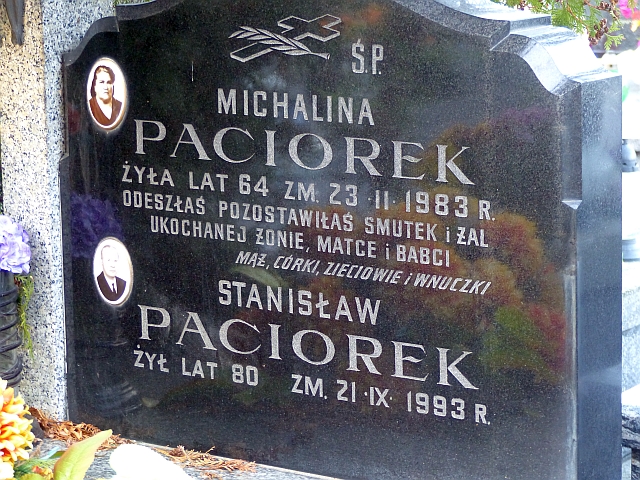 Ś.P.
MICHALINA
PACIOREK
ŻYŁA LAT 64 ZM. 23·II·1983 R.
ODESZŁAŚ POZOSTAWIŁAŚ SMUTEK i ŻAL
UKOCHANEJ ŻONIE, MATCE i BABCI
MĄŻ, CÓRKI, ZIĘCIOWIE i WNUCZKI
STANISŁAW
PACIOREK
ŻYŁ LAT 80 ZM. 21·IX·1993 R.